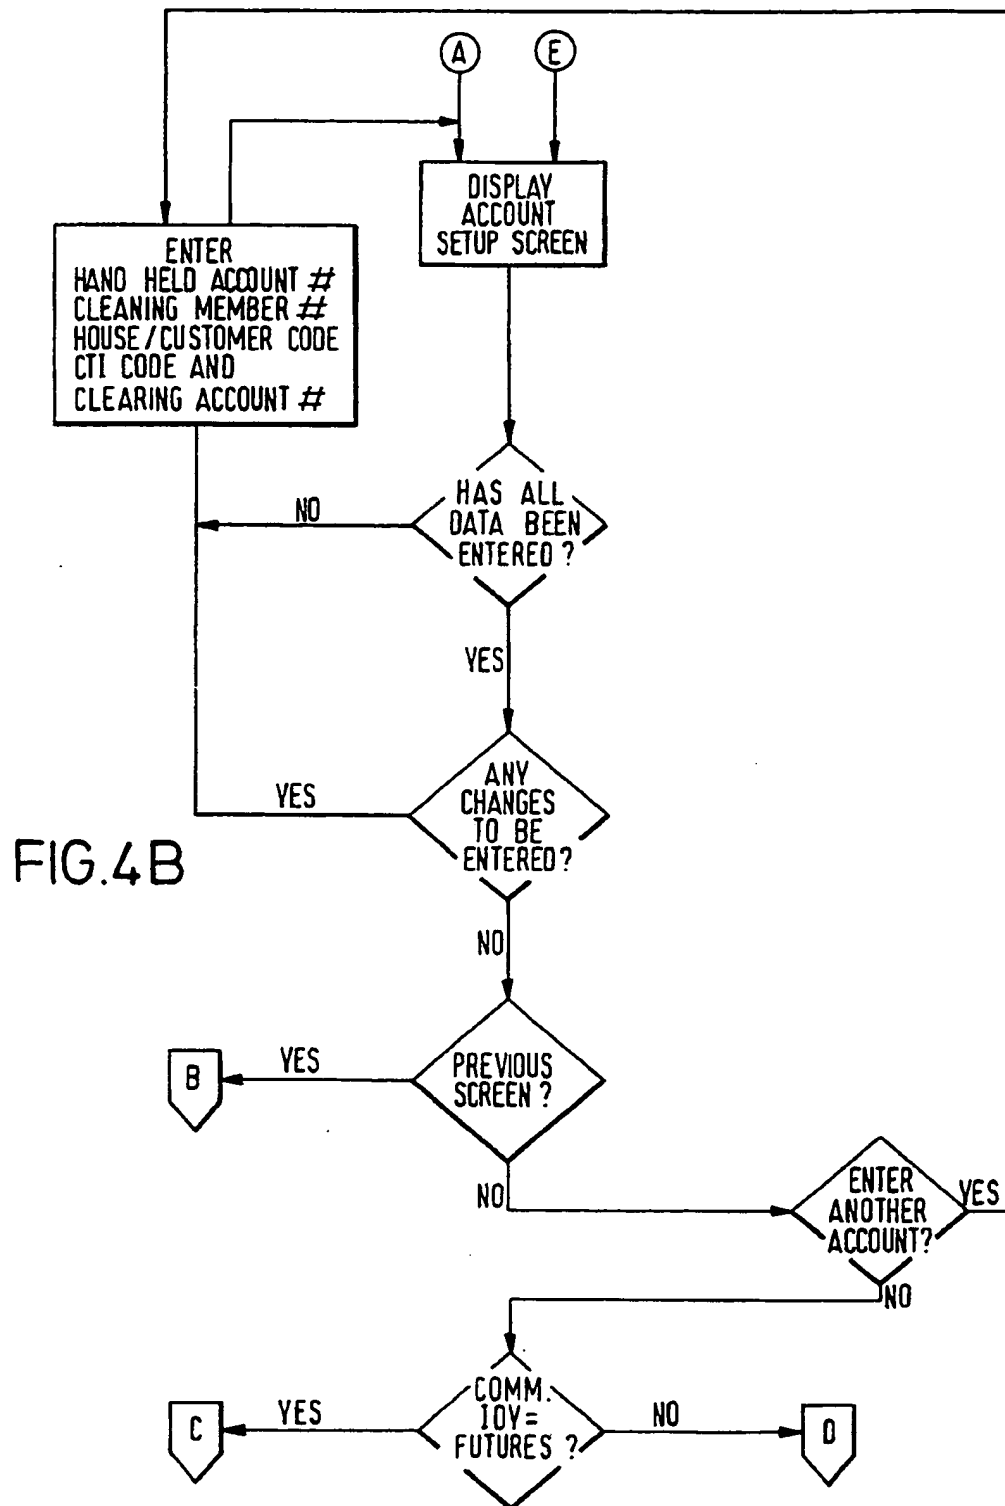 A
E
DISPLAY
ACCOUNT
SETUP SCREEN
ENTER
HAND HELD ACCOUNT #
CLEANING MEMBER #
HOUSE/CUSTOMER CODE
CTI CODE AND
CLEARING ACCOUNT #
HAS ALL
DATA BEEN
ENTERED ?
NO
YES
ANY
CHANGES
TO BE
ENTERED?
YES
FIG.4B
NO
PREVIOUS
SCREEN ?
YES
B
NO
ENTER
ANOTHER
ACCOUNT?
YES
NO
COMM.
IOY=
FUTURES ?
YES
C
NO
D